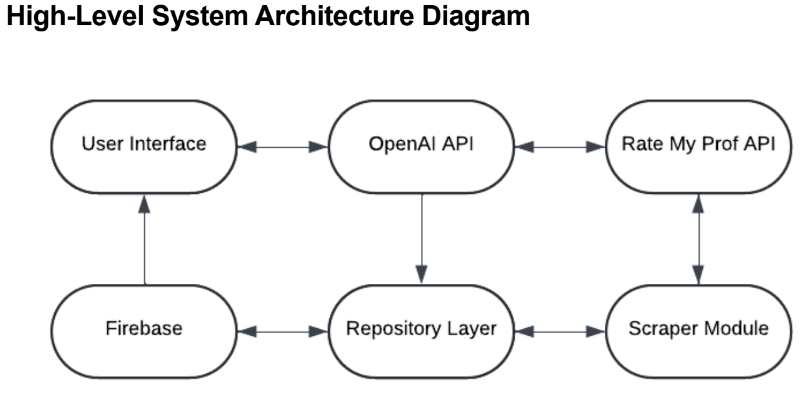 High-Level System Architecture Diagram
User Interface
OpenAI API
Rate My Prof API
Firebase
Repository Layer
Scraper Module